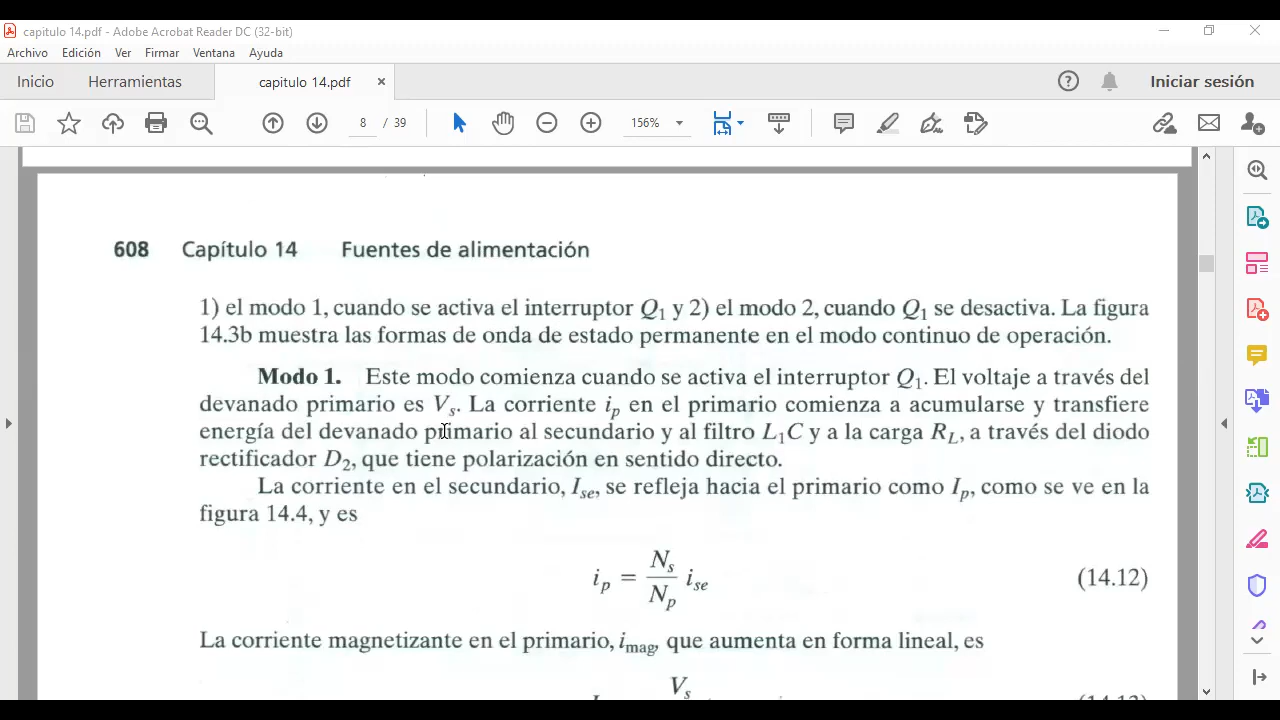 capitulo 14.pdf - Adobe Acrobat Reader DC (32-bit)
Archivo Edición Ver Firmar Ventana Ayuda
Inicio Herramientas capitulo 14.pdf × Iniciar sesión
8 / 39 156%
608 Capítulo 14 Fuentes de alimentación
1) el modo 1, cuando se activa el interruptor Q₁ y 2) el modo 2, cuando Q₁ se desactiva. La figura
14.3b muestra las formas de onda de estado permanente en el modo continuo de operación.
Modo 1. Este modo comienza cuando se activa el interruptor Q₁. El voltaje a través del
devanado primario es Vₛ. La corriente iₚ en el primario comienza a acumularse y transfiere
energía del devanado primario al secundario y al filtro L₁C y a la carga R_L, a través del diodo
rectificador D₂, que tiene polarización en sentido directo.
La corriente en el secundario, I_se, se refleja hacia el primario como Iₚ, como se ve en la
figura 14.4, y es
iₚ = Nₛ/Nₚ i_se (14.12)
La corriente magnetizante en el primario, i_mag, que aumenta en forma lineal, es
Vₛ